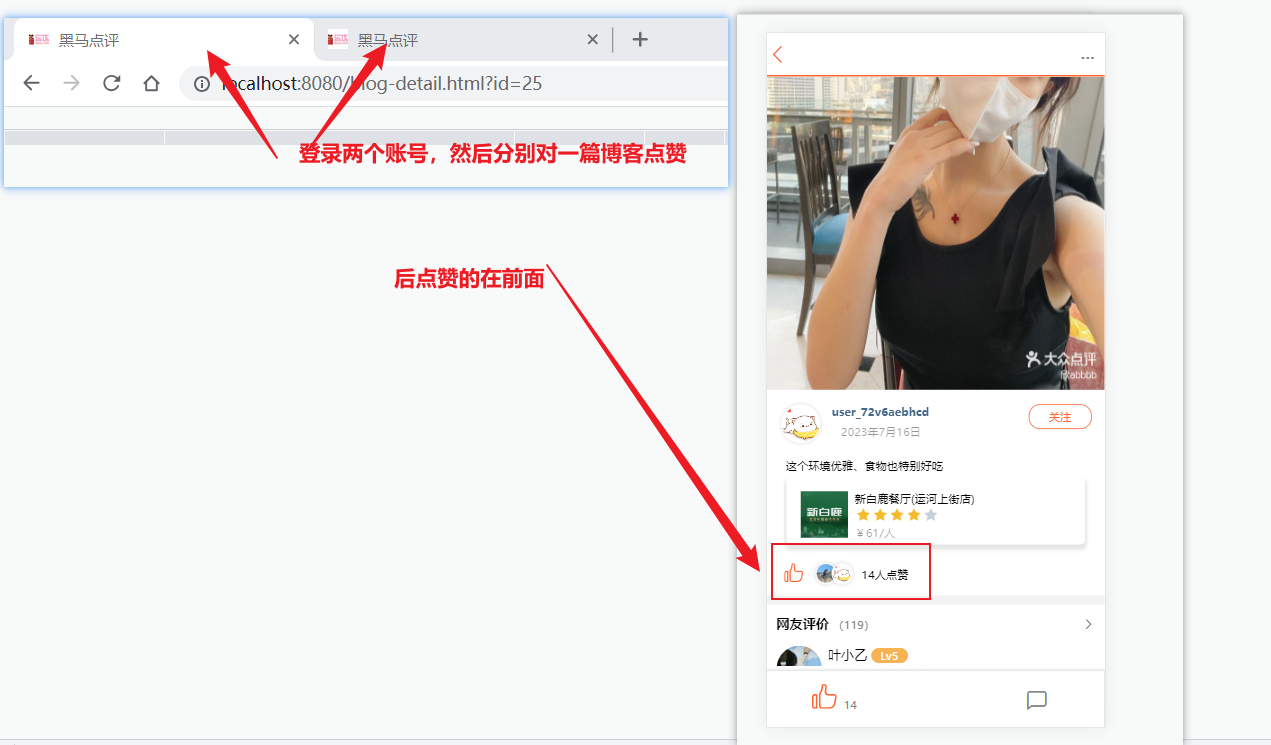 黑马点评
黑马点评
localhost:8080/blog-detail.html?id=25
登录两个账号，然后分别对一篇博客点赞
后点赞的在前面
大众点评
user_72v6aebhcd
关注
2023年7月16日
这个环境优雅、食物也特别好吃
新白鹿
新白鹿餐厅(运河上街店)
￥61/人
14人点赞
网友评价 (119)
叶小乙 Lv5
14